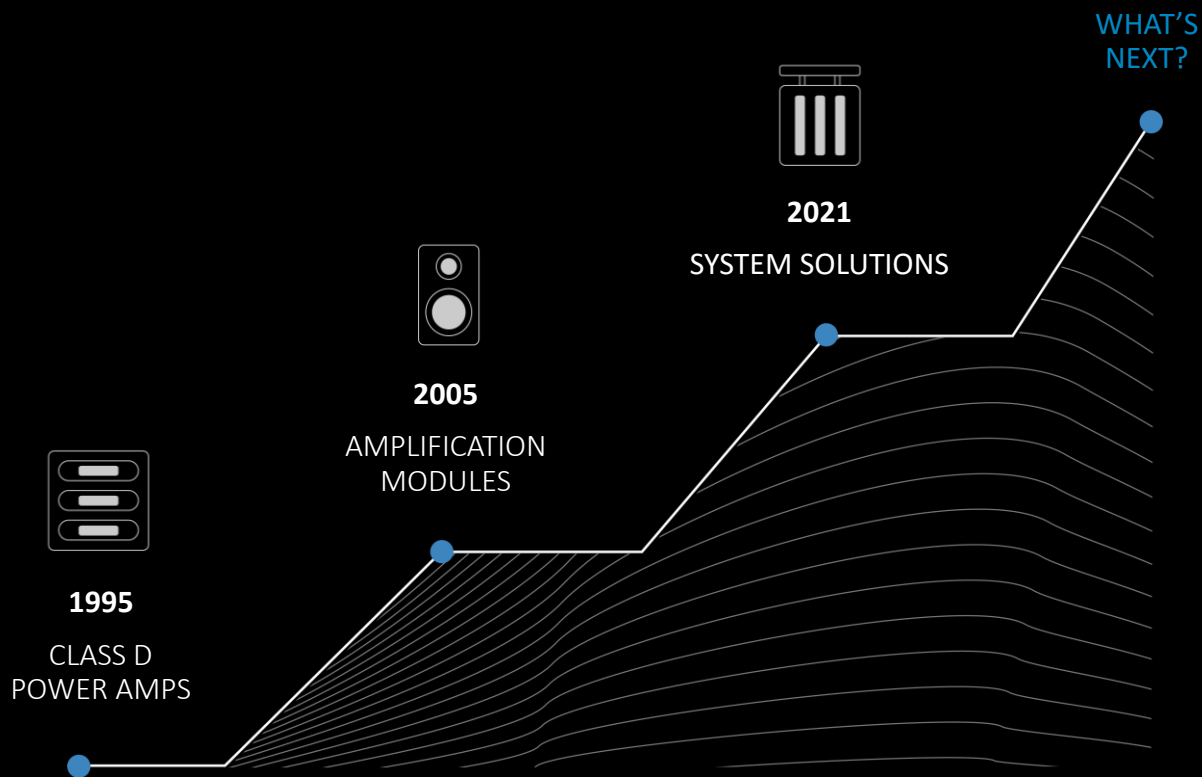 1995
CLASS D
POWER AMPS
2005
AMPLIFICATION
MODULES
2021
SYSTEM SOLUTIONS
WHAT'S
NEXT?